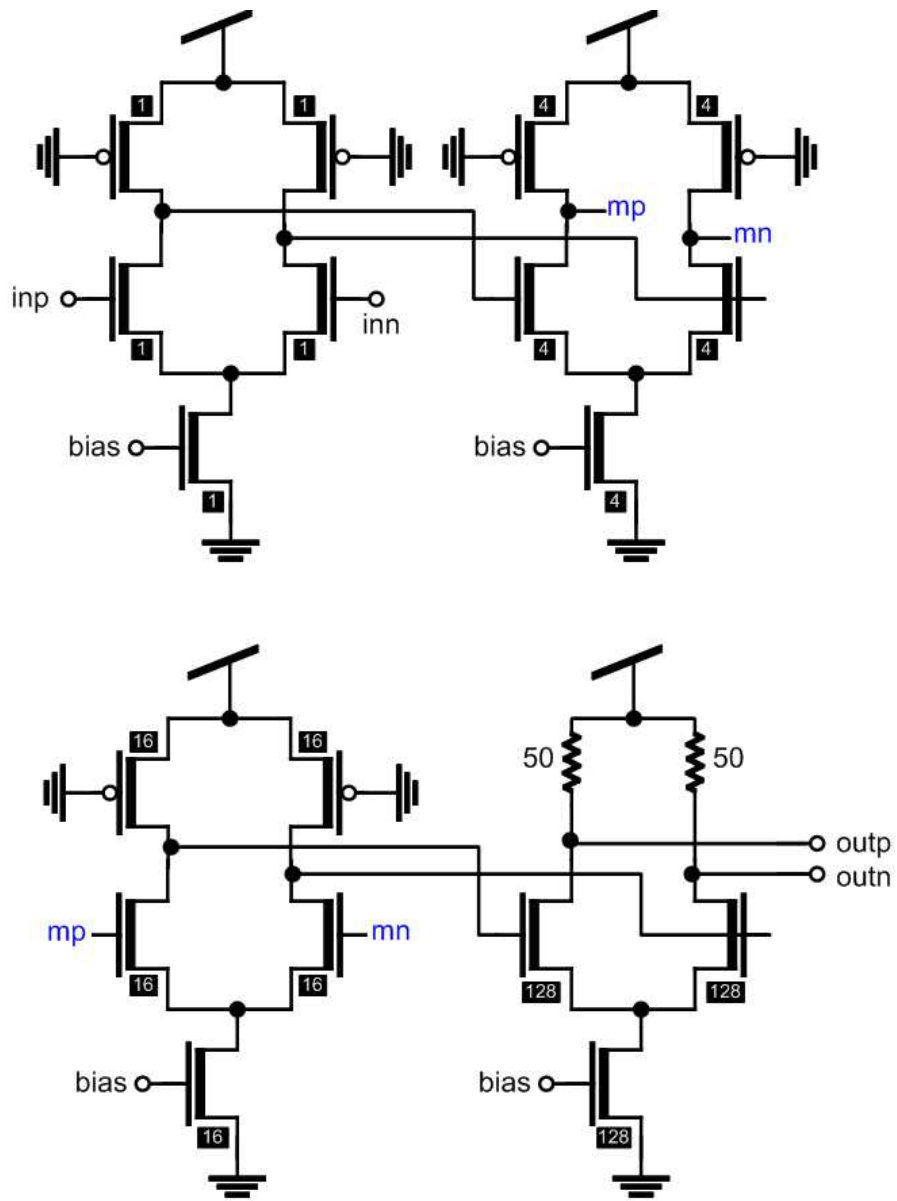 1 1 4 4
mp
mn
inp
inn
1 1 4 4
bias bias
1 4
16 16
50 50
outp
outn
mp mn
16 16 128 128
bias bias
16 128